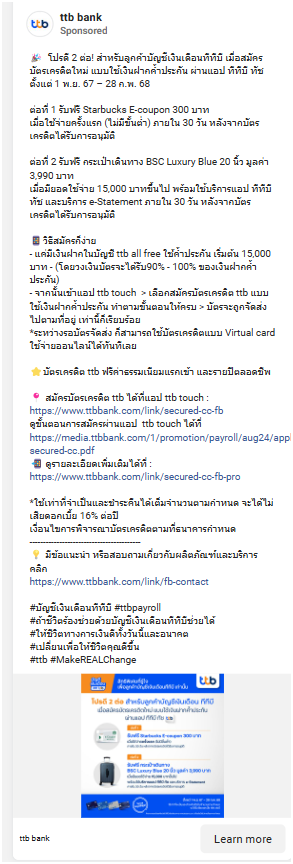 ttb bank
Sponsored
🎉 โปรดี 2 ต่อ! สำหรับลูกค้าบัญชีเงินเดือนทีทีบี เมื่อสมัคร
บัตรเครดิตใหม่ แบบใช้เงินฝากค้ำประกัน ผ่านแอป ทีทีบี ทัช
ตั้งแต่ 1 พ.ย. 67 – 28 ก.พ. 68
ต่อที่ 1 รับฟรี Starbucks E-coupon 300 บาท
เมื่อใช้จ่ายครั้งแรก (ไม่มีขั้นต่ำ) ภายใน 30 วัน หลังจากบัตร
เครดิตได้รับการอนุมัติ
ต่อที่ 2 รับฟรี กระเป๋าเดินทาง BSC Luxury Blue 20 นิ้ว มูลค่า
3,990 บาท
เมื่อมียอดใช้จ่าย 15,000 บาทขึ้นไป พร้อมใช้บริการแอป ทีทีบี
ทัช และบริการ e-Statement ภายใน 30 วัน หลังจากบัตร
เครดิตได้รับการอนุมัติ
วิธีสมัครก็ง่าย
- แค่มีเงินฝากในบัญชี ttb all free ใช้ค้ำประกัน เริ่มต้น 15,000
บาท - (โดยวงเงินบัตรจะได้รับ90% - 100% ของเงินฝากค้ำ
ประกัน)
- จากนั้นเข้าแอป ttb touch > เลือกสมัครบัตรเครดิต ttb แบบ
ใช้เงินฝากค้ำประกัน ทำตามขั้นตอนให้ครบ > บัตรจะถูกจัดส่ง
ไปตามที่อยู่ เท่านี้ก็เรียบร้อย
*ระหว่างรอบัตรจัดส่ง ก็สามารถใช้บัตรเครดิตแบบ Virtual card
ใช้จ่ายออนไลน์ได้ทันทีเลย
⭐บัตรเครดิต ttb ฟรีค่าธรรมเนียมแรกเข้า และรายปีตลอดชีพ
📍 สมัครบัตรเครดิต ttb ได้ที่แอป ttb touch :
https://www.ttbbank.com/link/secured-cc-fb
ดูขั้นตอนการสมัครผ่านแอป ttb touch ได้ที่
https://media.ttbbank.com/1/promotion/payroll/aug24/appl
secured-cc.pdf
ดูรายละเอียดเพิ่มเติมได้ที่ :
https://www.ttbbank.com/link/secured-cc-fb-pro
*ใช้เท่าที่จำเป็นและชำระคืนได้เต็มจำนวนตามกำหนด จะได้ไม่
เสียดอกเบี้ย 16% ต่อปี
เงื่อนไขการพิจารณาบัตรเครดิตตามที่ธนาคารกำหนด
----------------------------------------
💡 มีข้อแนะนำ หรือสอบถามเกี่ยวกับผลิตภัณฑ์และบริการ
คลิก
https://www.ttbbank.com/link/fb-contact
#บัญชีเงินเดือนทีทีบี #ttbpayroll
#ถ้าชีวิตร่องช่วยด้วยบัญชีเงินเดือนทีทีบีช่วยได้
#ให้ชีวิตทางการเงินดีทั้งวันนี้และอนาคต
#เปลี่ยนเพื่อให้ชีวิตคุณดีขึ้น
#ttb #MakeREALChange
ttb
โปรดี 2 ต่อ สำหรับลูกค้าบัญชีเงินเดือน ทีทีบี
รับฟรี Starbucks E-coupon 300 บาท
รับฟรี กระเป๋าเดินทาง
BSC Luxury Blue 20 นิ้ว มูลค่า 3,990 บาท
ttb bank
Learn more